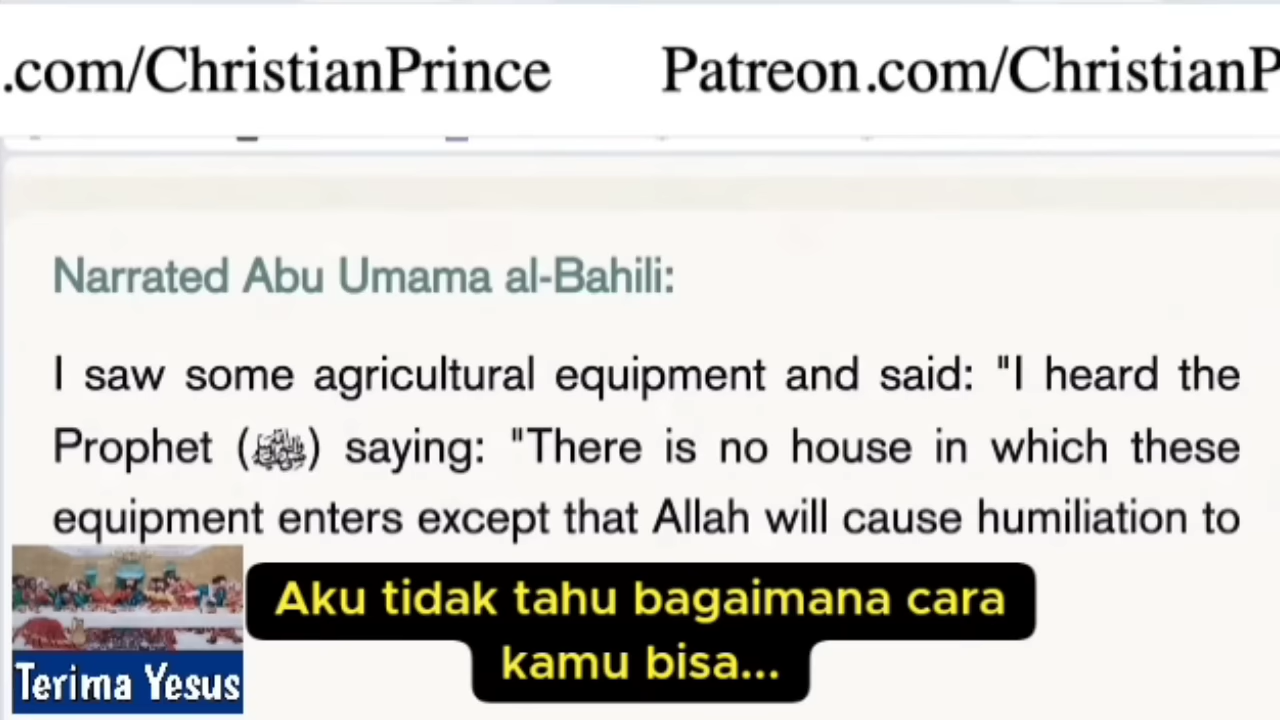 .com/ChristianPrince Patreon.com/ChristianP
Narrated Abu Umama al-Bahili:
I saw some agricultural equipment and said: "I heard the
Prophet (ﷺ) saying: "There is no house in which these
equipment enters except that Allah will cause humiliation to
Aku tidak tahu bagaimana cara
kamu bisa...
Terima Yesus